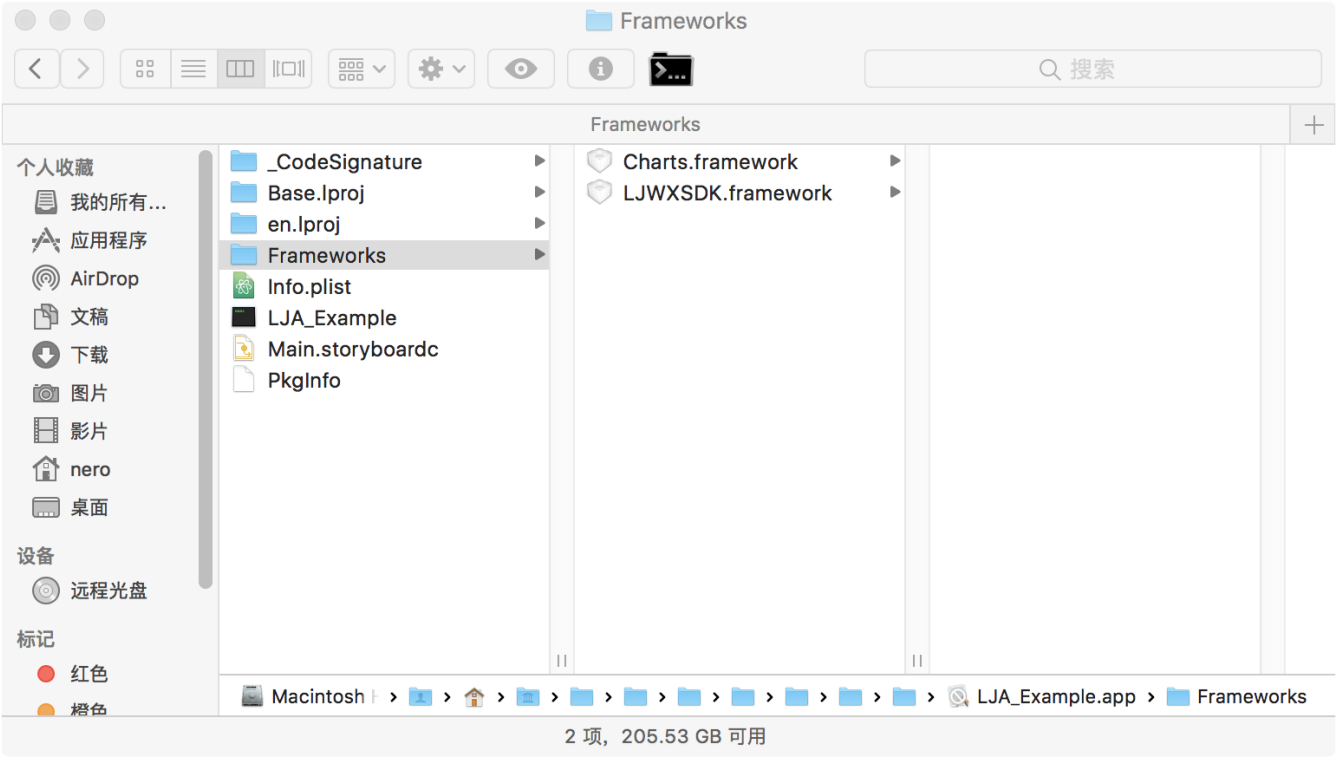 Frameworks
搜索
Frameworks
个人收藏
我的所有...
应用程序
AirDrop
文稿
下载
图片
影片
nero
桌面
设备
远程光盘
标记
红色
橙色
_CodeSignature
Base.lproj
en.lproj
Frameworks
Info.plist
LJA_Example
Main.storyboardc
PkgInfo
Charts.framework
LJWXSDK.framework
Macintosh › › › › › › › › › › › LJA_Example.app › Frameworks
2 项，205.53 GB 可用